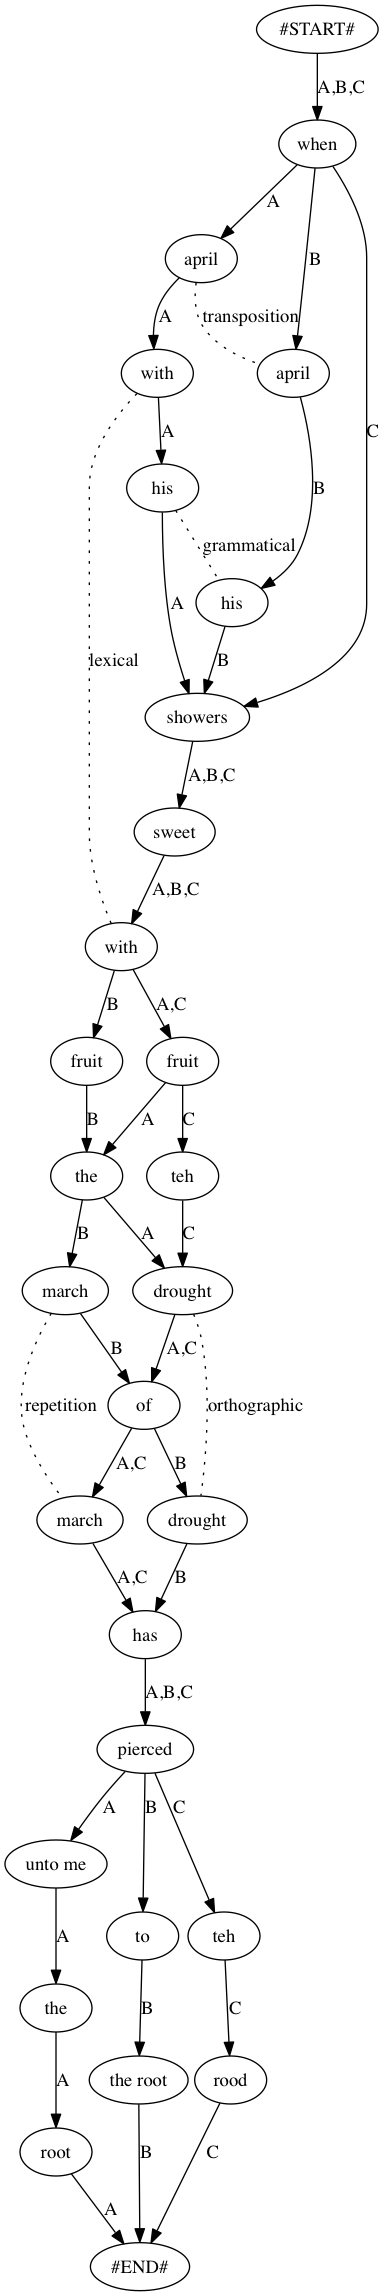 #START#
A,B,C
when
A
april
B
A
transposition
with
april
C
A
his
B
grammatical
A
his
lexical
B
showers
A,B,C
sweet
A,B,C
with
B
A,C
fruit
fruit
B
A
C
the
teh
B
A
C
march
drought
B
A,C
repetition
of
orthographic
A,C
B
march
drought
A,C
B
has
A,B,C
pierced
A
B
C
unto me
A
to
teh
the
B
C
A
the root
rood
root
B
C
A
#END#